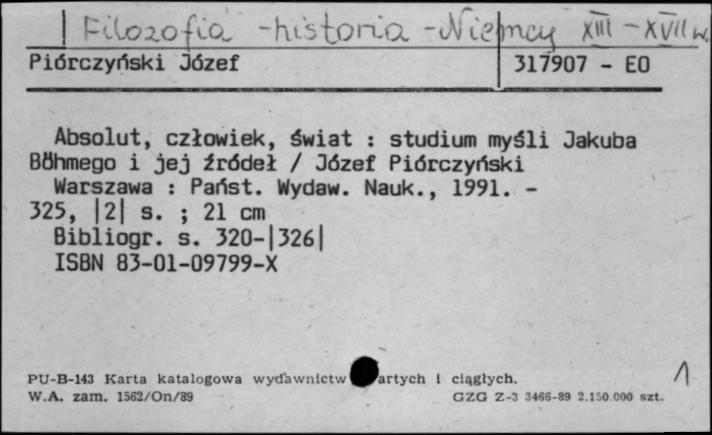 Filozofia - historia - Niemcy XIII - XVII w.
Piórczyński Józef 317907 - EO
Absolut, człowiek, świat : studium myśli Jakuba
Böhmego i jej źródeł / Józef Piórczyński
Warszawa : Państ. Wydaw. Nauk., 1991. -
325, |2| s. ; 21 cm
Bibliogr. s. 320-|326|
ISBN 83-01-09799-X
PU-B-143 Karta katalogowa wydawnictw artych i ciągłych. 1
W.A. zam. 1562/On/89 GZG Z-3 3466-89 2.150.000 szt.